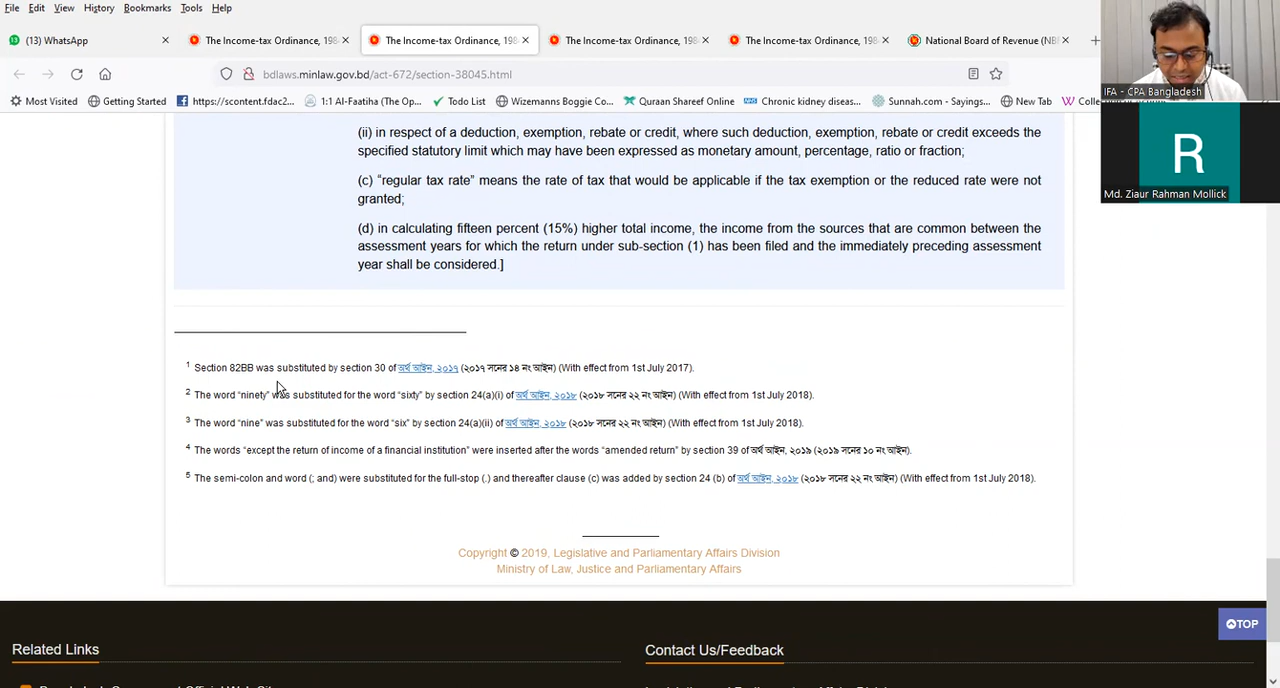 File Edit View History Bookmarks Tools Help
(13) WhatsApp
The Income-tax Ordinance, 198
The Income-tax Ordinance, 198
The Income-tax Ordinance, 198
The Income-tax Ordinance, 198
National Board of Revenue (NBR
bdlaws.minlaw.gov.bd/act-672/section-38045.html
Most Visited Getting Started https://scontent.fdac2... 1:1 Al-Faatiha (The Op... Todo List Wizemanns Boggie Co... Quraan Shareef Online Chronic kidney diseas... Sunnah.com - Sayings... New Tab
IFA - CPA Bangladesh
R
Md. Ziaur Rahman Mollick
(ii) in respect of a deduction, exemption, rebate or credit, where such deduction, exemption, rebate or credit exceeds the
specified statutory limit which may have been expressed as monetary amount, percentage, ratio or fraction;
(c) “regular tax rate” means the rate of tax that would be applicable if the tax exemption or the reduced rate were not
granted;
(d) in calculating fifteen percent (15%) higher total income, the income from the sources that are common between the
assessment years for which the return under sub-section (1) has been filed and the immediately preceding assessment
year shall be considered.]
1 Section 82BB was substituted by section 30 of অর্থ আইন, ২০১৭ (২০১৭ সনের ১৪ নং আইন) (With effect from 1st July 2017).
2 The word “ninety” was substituted for the word “sixty” by section 24(a)(i) of অর্থ আইন, ২০১৮ (২০১৮ সনের ২২ নং আইন) (With effect from 1st July 2018).
3 The word “nine” was substituted for the word “six” by section 24(a)(ii) of অর্থ আইন, ২০১৮ (২০১৮ সনের ২২ নং আইন) (With effect from 1st July 2018).
4 The words “except the return of income of a financial institution” were inserted after the words “amended return” by section 39 of অর্থ আইন, ২০১৯ (২০১৯ সনের ১০ নং আইন).
5 The semi-colon and word (; and) were substituted for the full-stop (.) and thereafter clause (c) was added by section 24 (b) of অর্থ আইন, ২০১৮ (২০১৮ সনের ২২ নং আইন) (With effect from 1st July 2018).
Copyright © 2019, Legislative and Parliamentary Affairs Division
Ministry of Law, Justice and Parliamentary Affairs
TOP
Related Links
Contact Us/Feedback